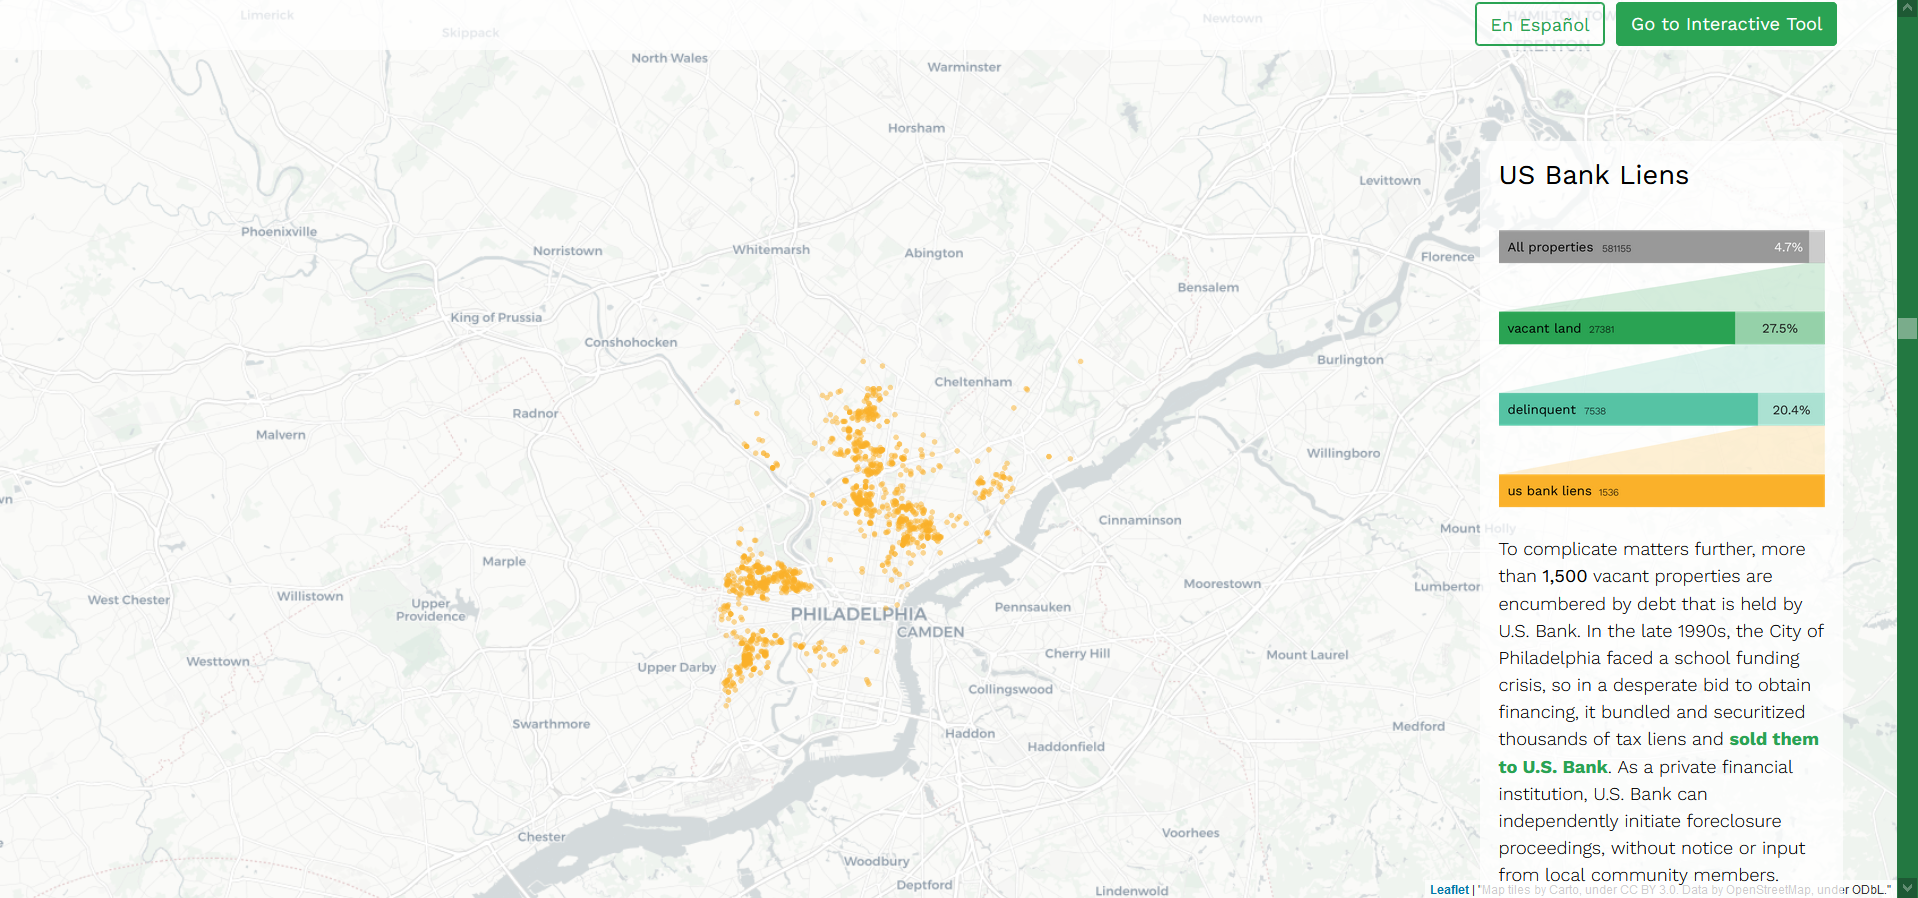 Limerick
Skippack
Newtown
HAMILTON TOW
TRENTON
En Español
Go to Interactive Tool
North Wales
Warminster
Horsham
Levittown
Phoenixville
Norristown
Whitemarsh
Abington
Florence
Bensalem
King of Prussia
Conshohocken
Burlington
Cheltenham
Radnor
Malvern
Willingboro
wn
Cinnaminson
Mount Holly
Marple
Moorestown
Lumberton
West Chester
Willistown
Upper
Providence
PHILADELPHIA
Pennsauken
CAMDEN
Westtown
Upper Darby
Cherry Hill
Mount Laurel
Collingswood
Swarthmore
Haddon
Haddonfield
Medford
Chester
Voorhees
Woodbury
Deptford
Lindenwold
US Bank Liens
All properties 581155 4.7%
vacant land 27381 27.5%
delinquent 7538 20.4%
us bank liens 1536
To complicate matters further, more
than 1,500 vacant properties are
encumbered by debt that is held by
U.S. Bank. In the late 1990s, the City of
Philadelphia faced a school funding
crisis, so in a desperate bid to obtain
financing, it bundled and securitized
thousands of tax liens and sold them
to U.S. Bank. As a private financial
institution, U.S. Bank can
independently initiate foreclosure
proceedings, without notice or input
from local community members.
Leaflet | "Map tiles by Carto, under CC BY 3.0. Data by OpenStreetMap, under ODbL."